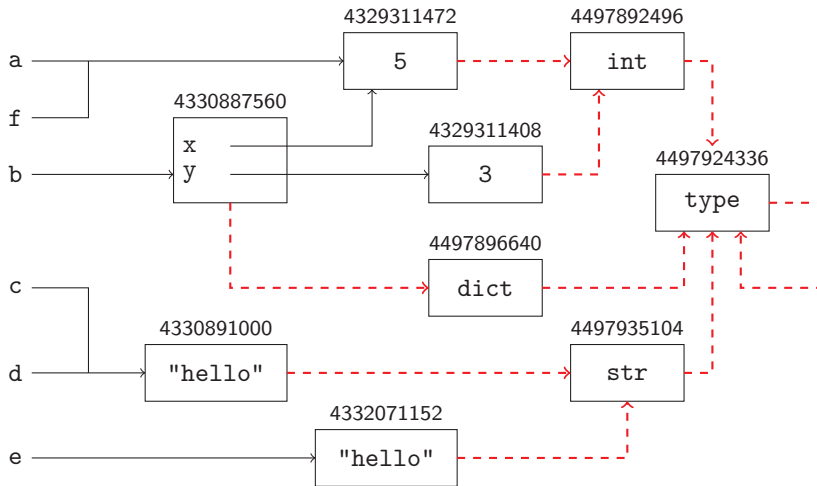 4329311472
4497892496
a
5
int
4330887560
f
x
4329311408
y
4497924336
b
3
type
4497896640
c
dict
4330891000
4497935104
d
"hello"
str
4332071152
e
"hello"